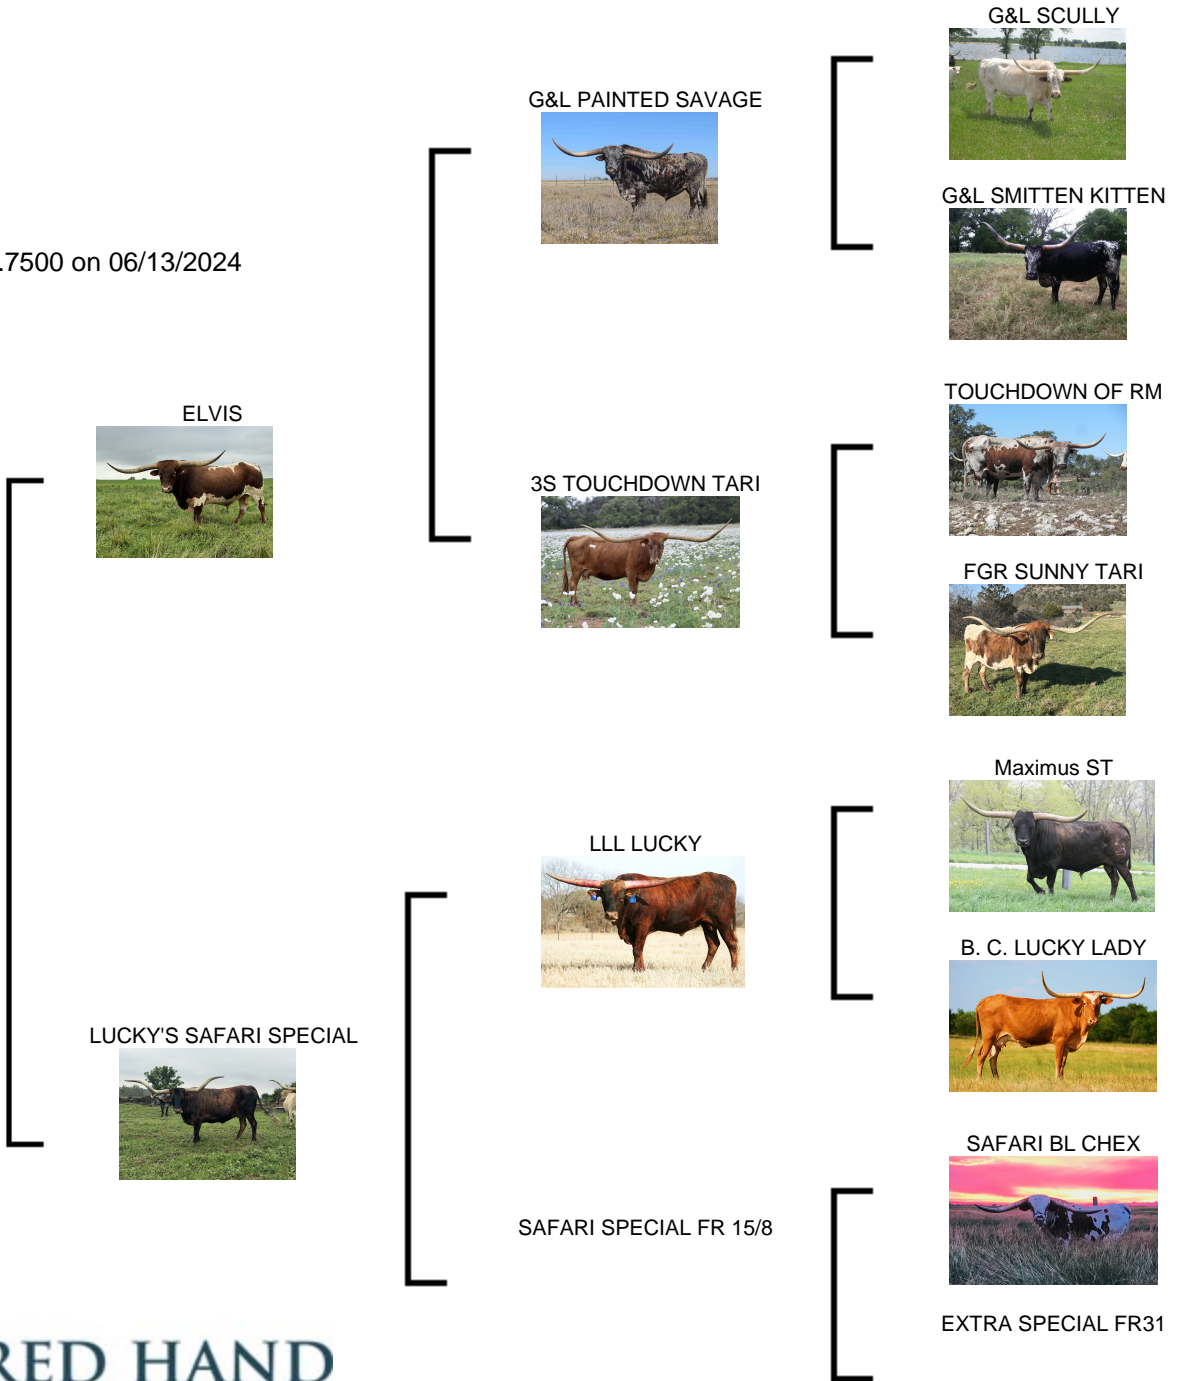 G&L SCULLY
G&L PAINTED SAVAGE
G&L SMITTEN KITTEN
.7500 on 06/13/2024
TOUCHDOWN OF RM
ELVIS
3S TOUCHDOWN TARI
FGR SUNNY TARI
Maximus ST
LLL LUCKY
B. C. LUCKY LADY
LUCKY'S SAFARI SPECIAL
SAFARI BL CHEX
SAFARI SPECIAL FR 15/8
EXTRA SPECIAL FR31
RED HAND